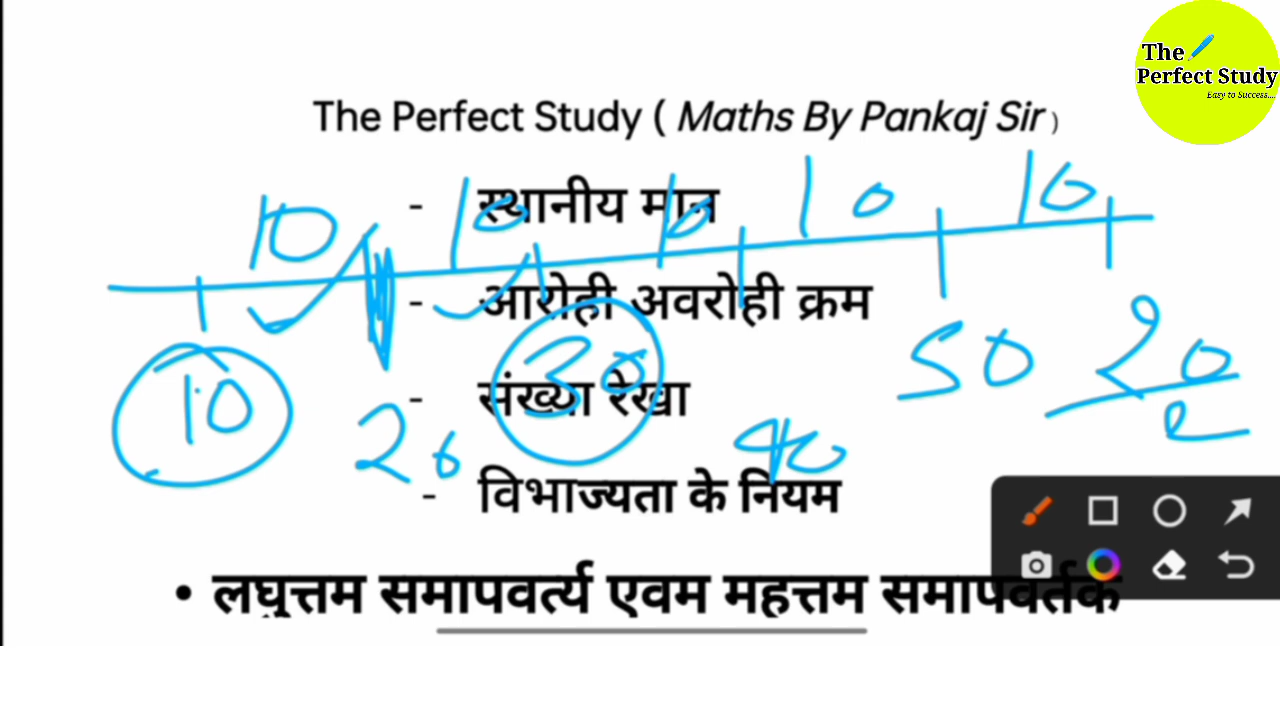 The
Perfect Study
Easy to Success....
The Perfect Study ( Maths By Pankaj Sir )
10 10 10 10 10
- स्थानीय मान
- आरोही अवरोही क्रम
10 20 30 40 50
- संख्या रेखा
20
2
- विभाज्यता के नियम
• लघुत्तम समापवर्त्य एवम महत्तम समापवर्तक